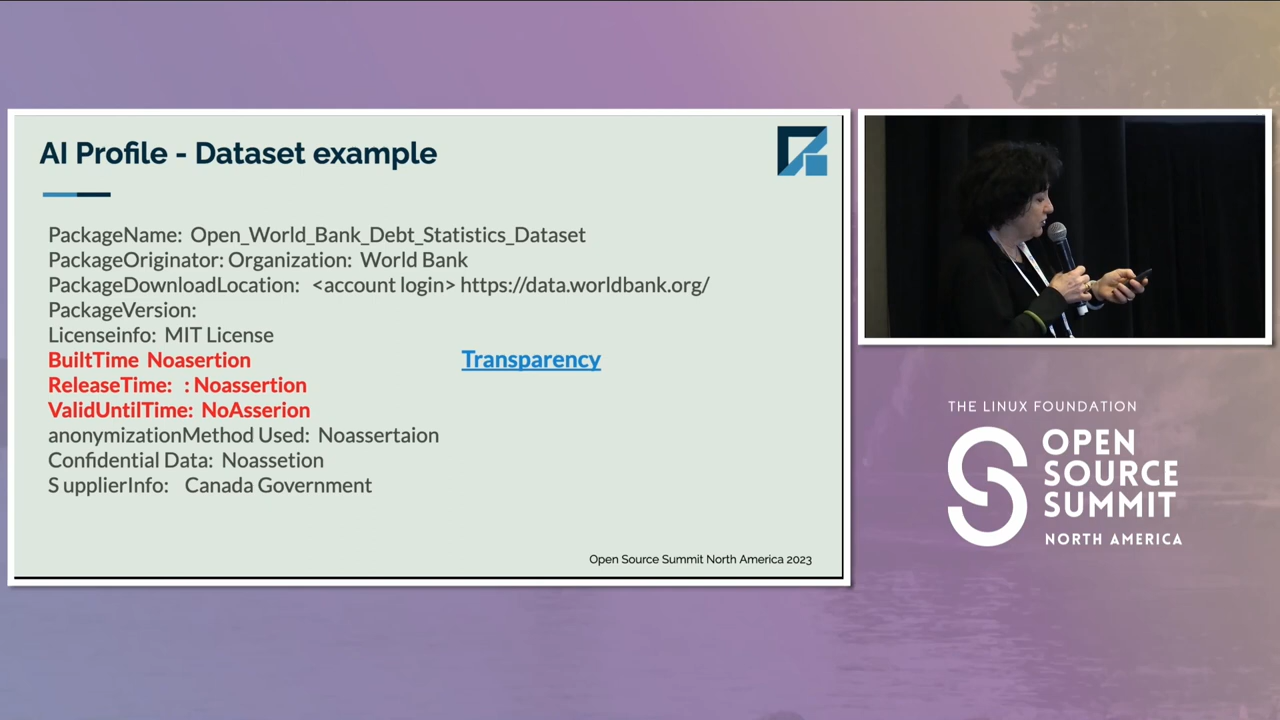 AI Profile - Dataset example
PackageName: Open_World_Bank_Debt_Statistics_Dataset
PackageOriginator: Organization: World Bank
PackageDownloadLocation: <account login> https://data.worldbank.org/
PackageVersion:
Licenseinfo: MIT License
BuiltTime Noasertion
Transparency
ReleaseTime: : Noassertion
ValidUntilTime: NoAsserion
anonymizationMethod Used: Noassertaion
Confidential Data: Noassetion
S upplierInfo: Canada Government
Open Source Summit North America 2023
THE LINUX FOUNDATION
OPEN
SOURCE
SUMMIT
NORTH AMERICA